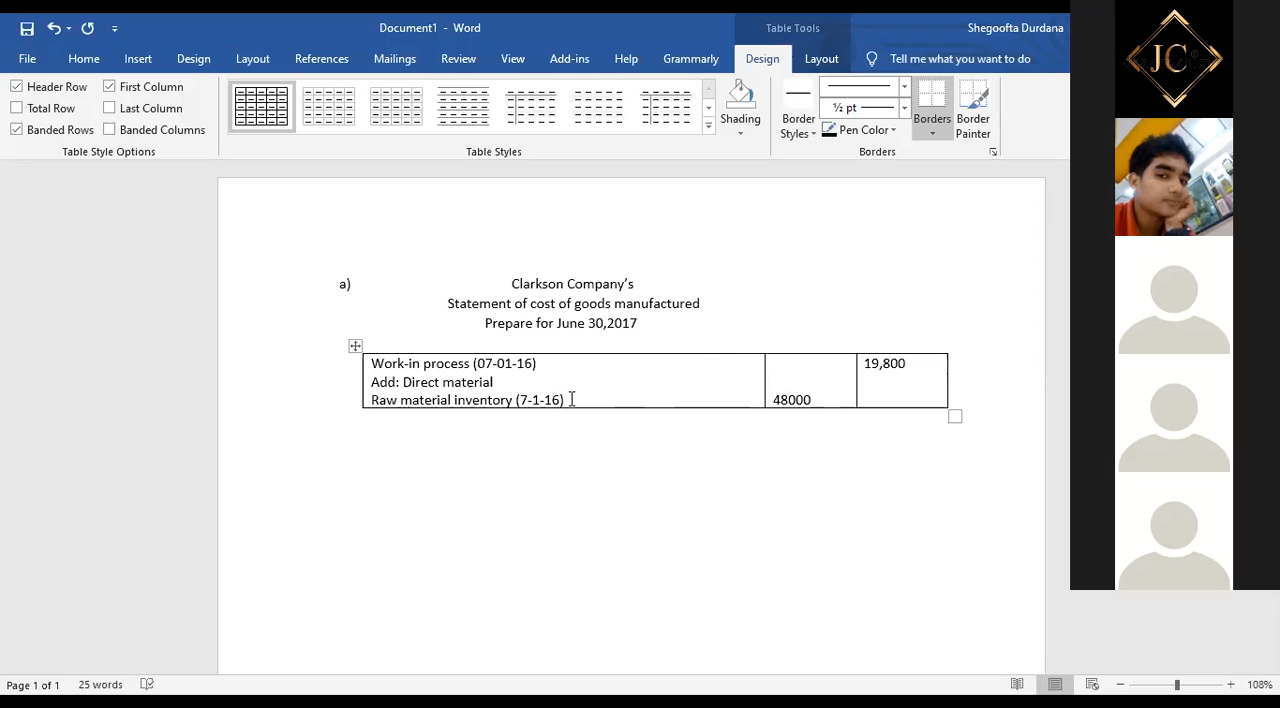 Document1 - Word
Table Tools
Shegoofta Durdana
File Home Insert Design Layout References Mailings Review View Add-ins Help Grammarly Design Layout Tell me what you want to do
Header Row First Column
Total Row Last Column
Banded Rows Banded Columns
Table Style Options
Table Styles
Shading
Border Styles
½ pt
Pen Color
Borders
Border Painter
Borders
JC
a) Clarkson Company's
Statement of cost of goods manufactured
Prepare for June 30,2017
Work-in process (07-01-16) 19,800
Add: Direct material
Raw material inventory (7-1-16) 48000
Page 1 of 1 25 words 108%